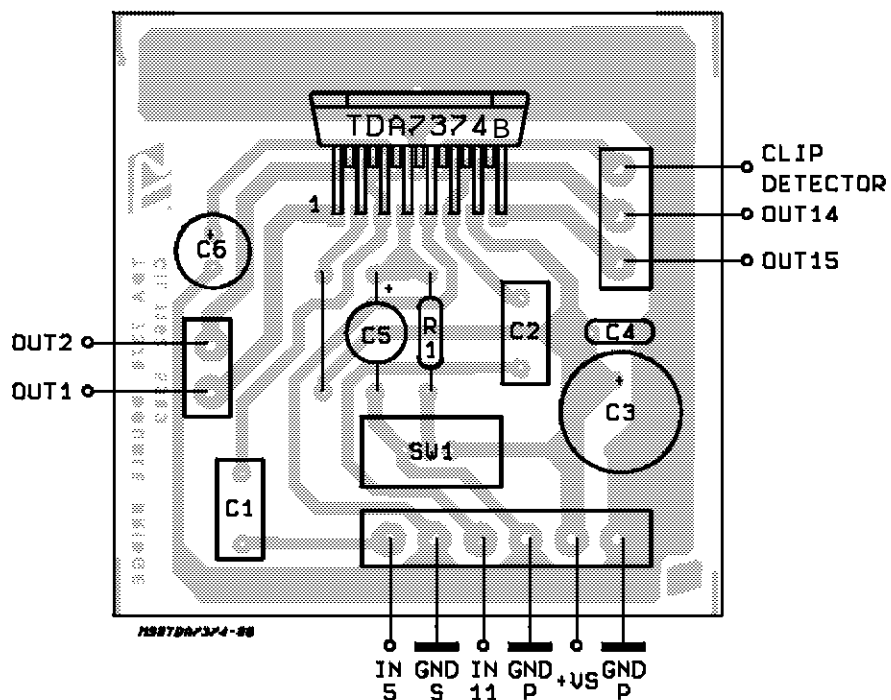 TDA7374B
1
CLIP
DETECTOR
OUT14
OUT15
C6
OUT2
OUT1
C5
R1
C2
C4
C3
SW1
C1
IN 5
GND S
IN 11
GND P
+VS
GND P